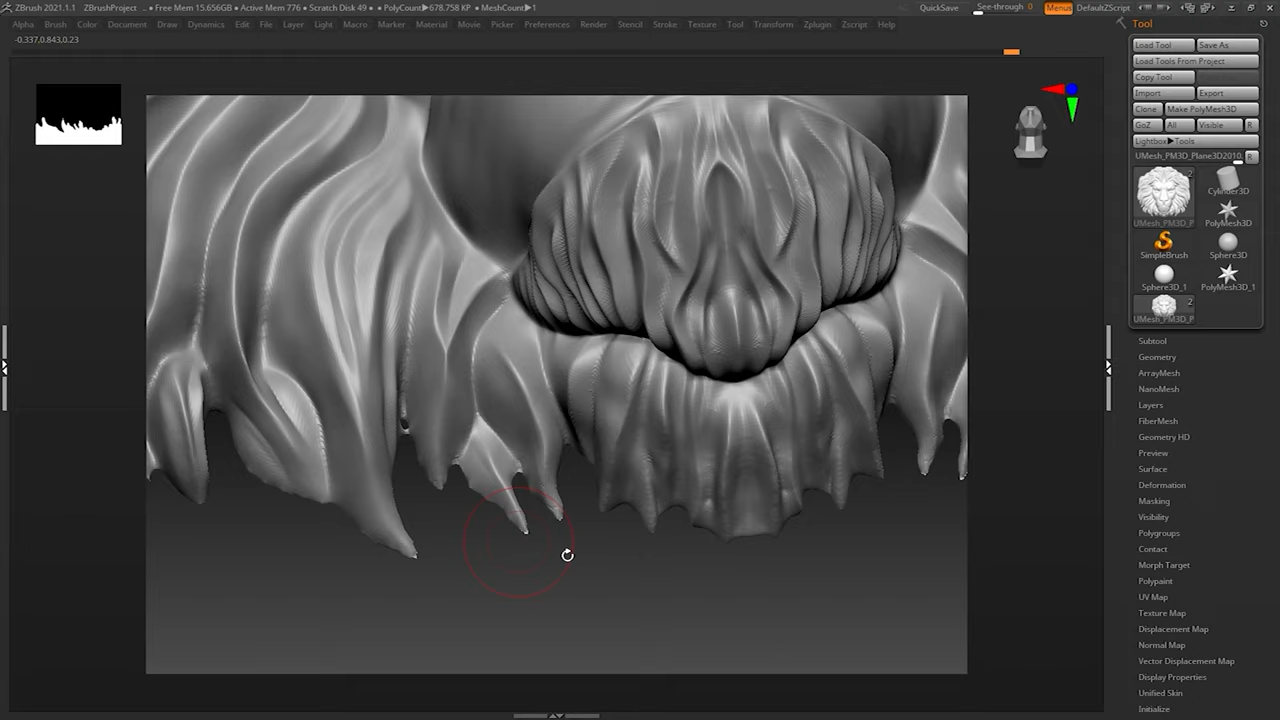 ZBrush 2021.1.1 ZBrushProject .. • Free Mem 15.656GB • Active Mem 776 • Scratch Disk 49 • • PolyCount▸678.758 KP • MeshCount▸1 QuickSave See-through 0 Menus DefaultZScript
Alpha Brush Color Document Draw Dynamics Edit File Layer Light Macro Marker Material Movie Picker Preferences Render Stencil Stroke Texture Tool Transform Zplugin Zscript Help
-0.337,0.843,0.23
Tool
Load Tool Save As
Load Tools From Project
Copy Tool
Import Export
Clone Make PolyMesh3D
GoZ All Visible R
Lightbox▸Tools
UMesh_PM3D_Plane3D2010. R
2
Cylinder3D
UMesh_PM3D_P PolyMesh3D
SimpleBrush Sphere3D
Sphere3D_1 PolyMesh3D_1
2
UMesh_PM3D_P
Subtool
Geometry
ArrayMesh
NanoMesh
Layers
FiberMesh
Geometry HD
Preview
Surface
Deformation
Masking
Visibility
Polygroups
Contact
Morph Target
Polypaint
UV Map
Texture Map
Displacement Map
Normal Map
Vector Displacement Map
Display Properties
Unified Skin
Initialize